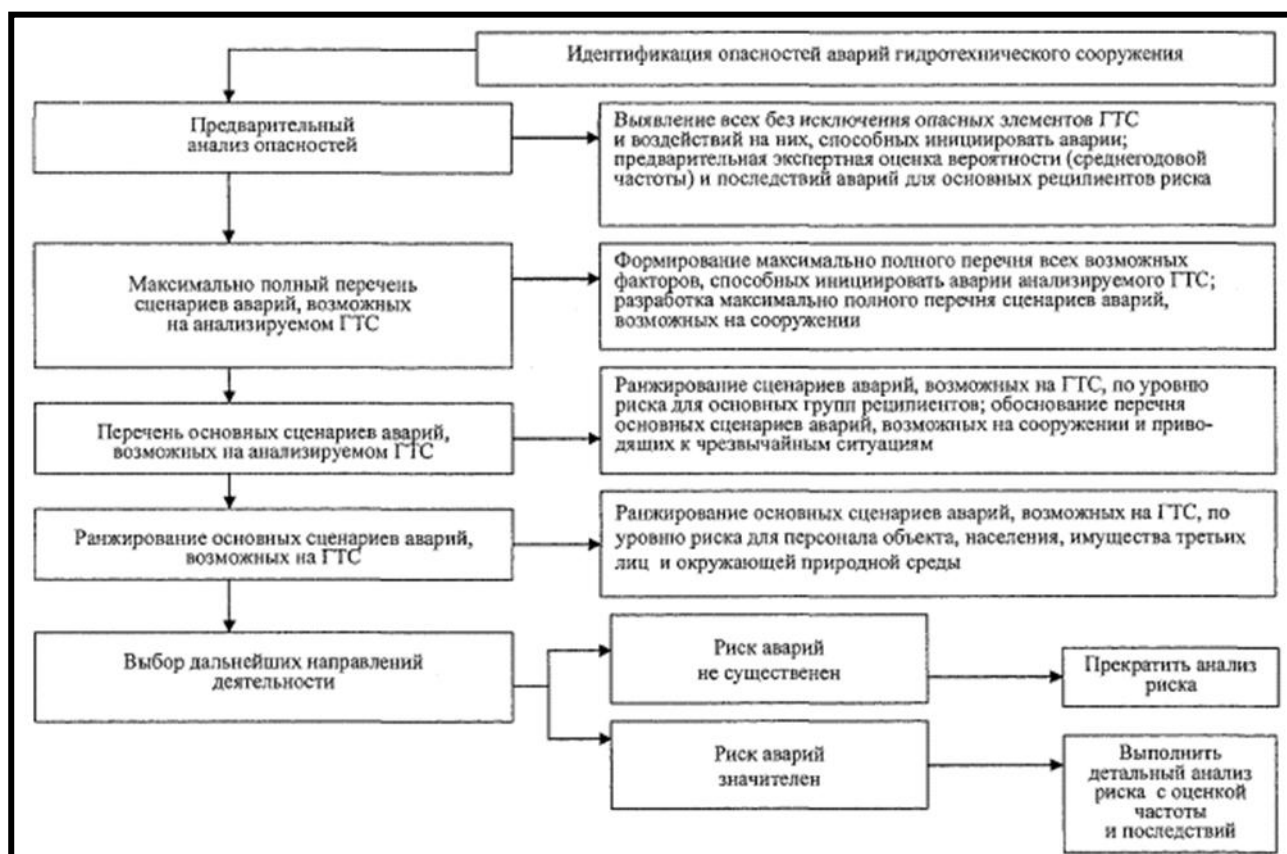 Идентификация опасностей аварий гидротехнического сооружения
Предварительный
анализ опасностей
Выявление всех без исключения опасных элементов ГТС
и воздействий на них, способных инициировать аварии;
предварительная экспертная оценка вероятности (среднегодовой
частоты) и последствий аварий для основных реципиентов риска
Максимально полный перечень
сценариев аварий, возможных
на анализируемом ГТС
Формирование максимально полного перечня всех возможных
факторов, способных инициировать аварии анализируемого ГТС;
разработка максимально полного перечня сценариев аварий,
возможных на сооружении
Перечень основных сценариев аварий,
возможных на анализируемом ГТС
Ранжирование сценариев аварий, возможных на ГТС, по уровню
риска для основных групп реципиентов; обоснование перечня
основных сценариев аварий, возможных на сооружении и приво-
дящих к чрезвычайным ситуациям
Ранжирование основных сценариев аварий,
возможных на ГТС
Ранжирование основных сценариев аварий, возможных на ГТС, по
уровню риска для персонала объекта, населения, имущества третьих
лиц и окружающей природной среды
Выбор дальнейших направлений
деятельности
Риск аварий
не существенен
Прекратить анализ
риска
Риск аварий
значителен
Выполнить
детальный анализ
риска с оценкой
частоты
и последствий